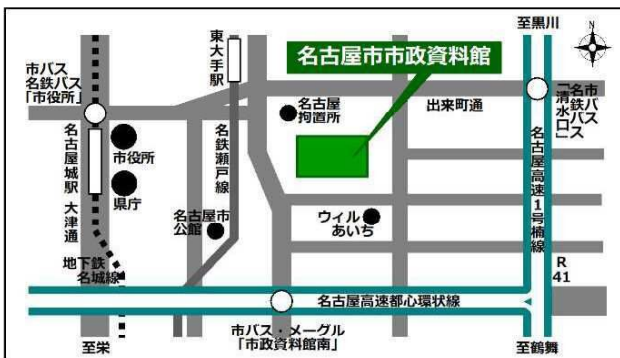 至黒川
N
東大手駅
名古屋市市政資料館
市バス
名鉄バス
「市役所」
名古屋
拘置所
出来町通
名鉄バス
市バス
「清水口」
市役所
名古屋城駅
名鉄瀬戸線
名古屋高速1号楠線
県庁
大津通
名古屋市
公館
ウィル
あいち
地下鉄
名城線
R
41
名古屋高速都心環状線
市バス・メーグル
「市政資料館南」
至栄
至鶴舞